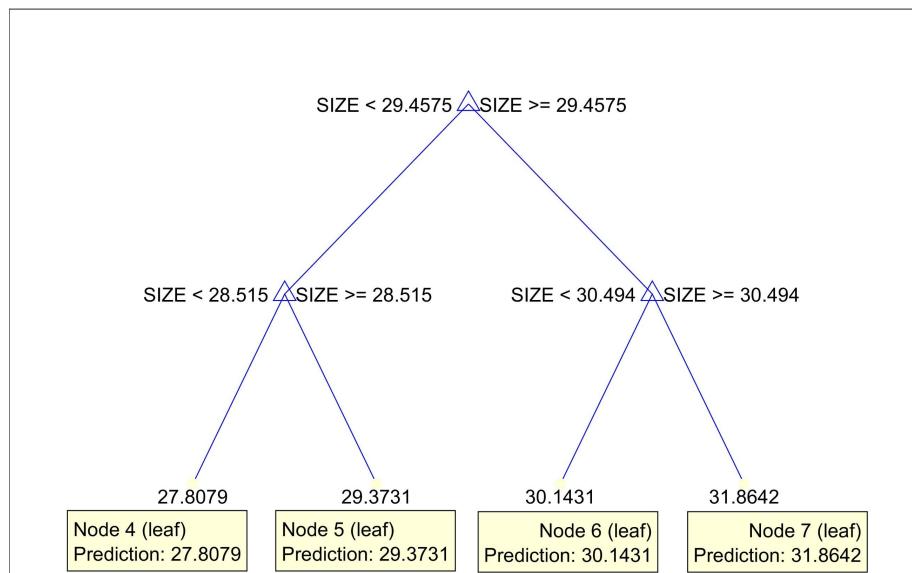 SIZE < 29.4575 SIZE >= 29.4575
SIZE < 28.515 SIZE >= 28.515 SIZE < 30.494 SIZE >= 30.494
27.8079 29.3731 30.1431 31.8642
Node 4 (leaf)
Prediction: 27.8079
Node 5 (leaf)
Prediction: 29.3731
Node 6 (leaf)
Prediction: 30.1431
Node 7 (leaf)
Prediction: 31.8642